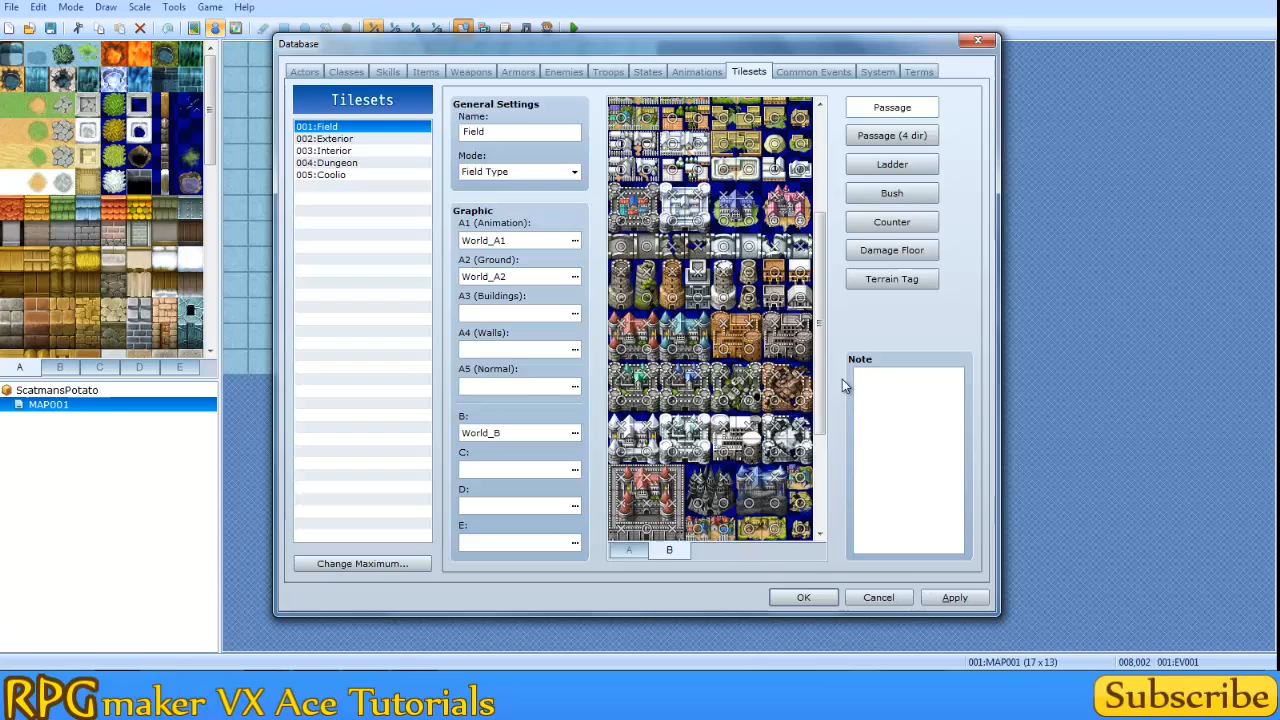 File Edit Mode Draw Scale Tools Game Help
Database
Actors Classes Skills Items Weapons Armors Enemies Troops States Animations Tilesets Common Events System Terms
Tilesets
001:Field
002:Exterior
003:Interior
004:Dungeon
005:Coolio
Change Maximum...
General Settings
Name:
Field
Mode:
Field Type
Graphic
A1 (Animation):
World_A1
A2 (Ground):
World_A2
A3 (Buildings):
A4 (Walls):
A5 (Normal):
B:
World_B
C:
D:
E:
A B
Passage
Passage (4 dir)
Ladder
Bush
Counter
Damage Floor
Terrain Tag
Note
OK Cancel Apply
A B C D E
ScatmansPotato
MAP001
001:MAP001 (17 x 13) 008,002 001:EV001
RPG maker VX Ace Tutorials
Subscribe